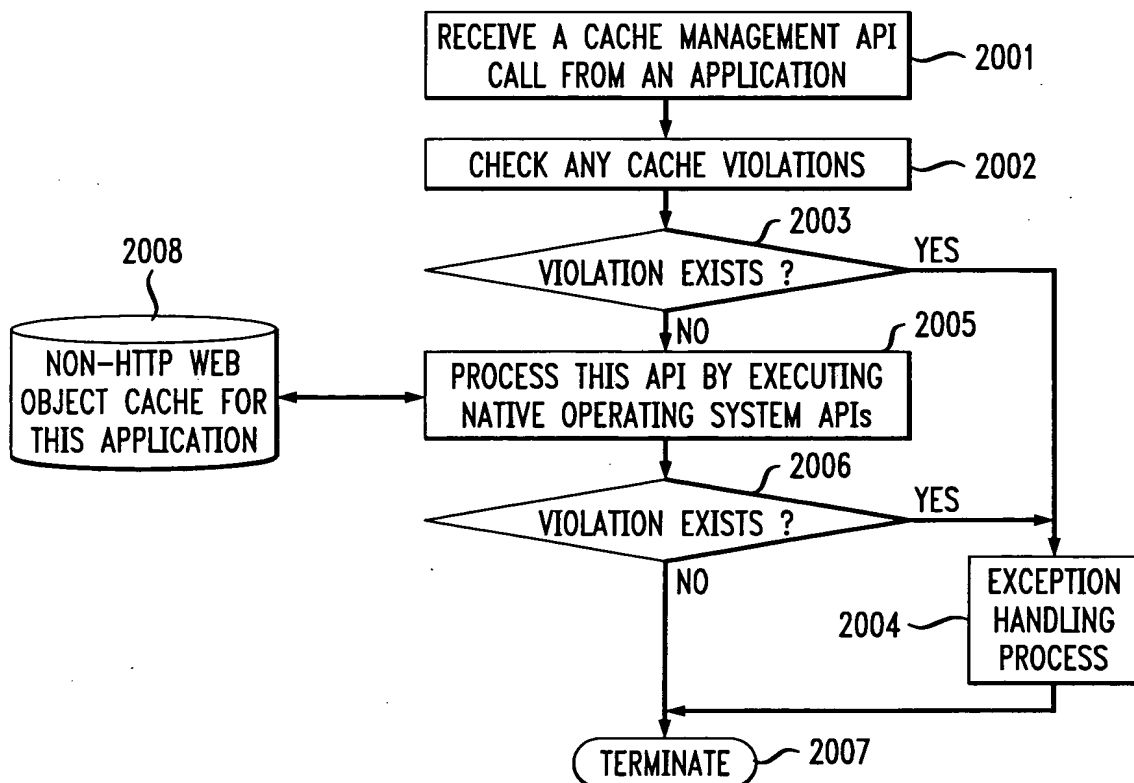 RECEIVE A CACHE MANAGEMENT API
CALL FROM AN APPLICATION
2001
CHECK ANY CACHE VIOLATIONS
2002
2003
VIOLATION EXISTS ?
YES
NO
2008
NON-HTTP WEB
OBJECT CACHE FOR
THIS APPLICATION
2005
PROCESS THIS API BY EXECUTING
NATIVE OPERATING SYSTEM APIs
2006
VIOLATION EXISTS ?
YES
NO
2004
EXCEPTION
HANDLING
PROCESS
TERMINATE
2007